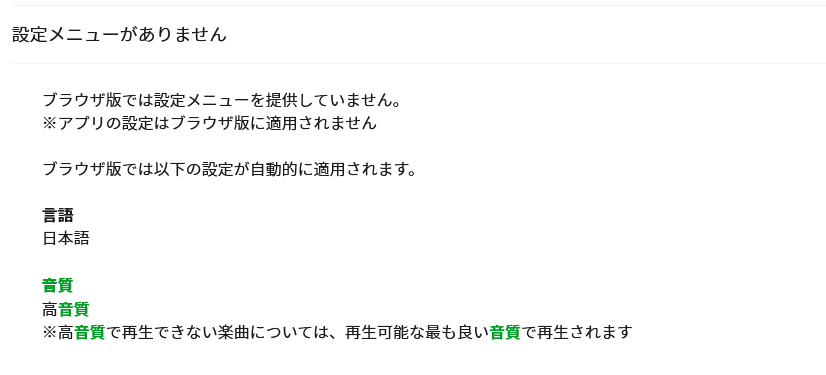 設定メニューがありません
ブラウザ版では設定メニューを提供していません。
※アプリの設定はブラウザ版に適用されません
ブラウザ版では以下の設定が自動的に適用されます。
言語
日本語
音質
高音質
※高音質で再生できない楽曲については、再生可能な最も良い音質で再生されます